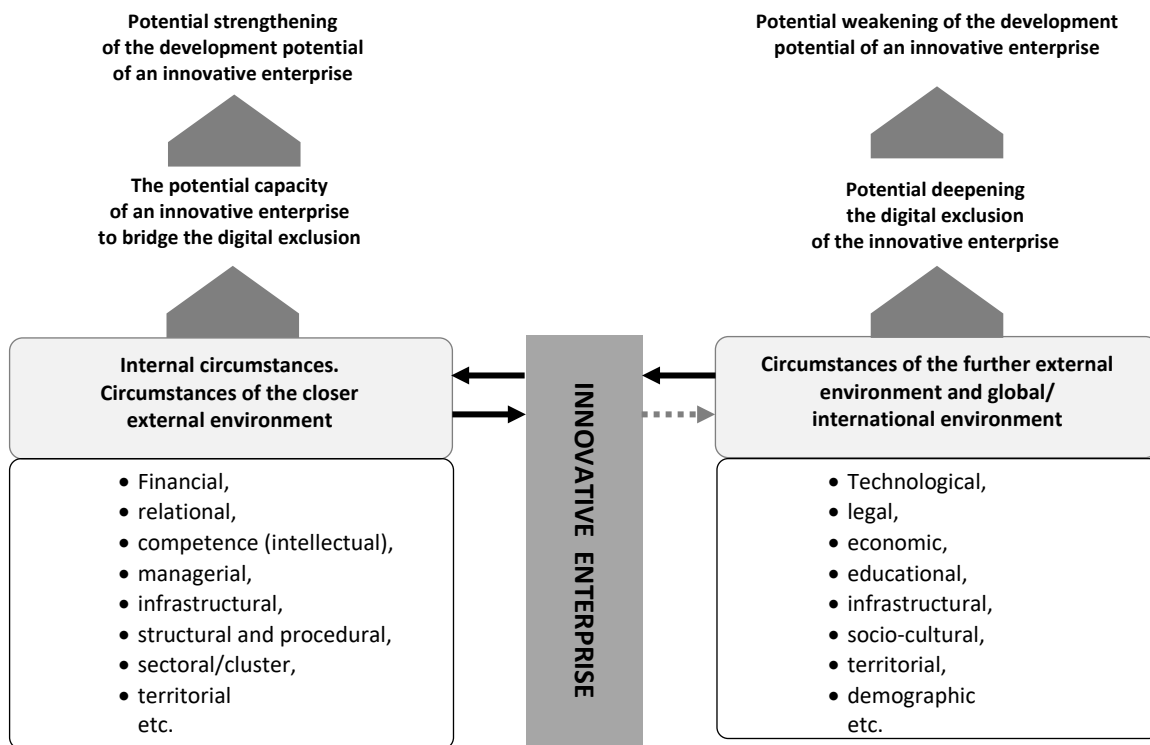 Potential strengthening
of the development potential
of an innovative enterprise
The potential capacity
of an innovative enterprise
to bridge the digital exclusion
Internal circumstances.
Circumstances of the closer
external environment
• Financial,
• relational,
• competence (intellectual),
• managerial,
• infrastructural,
• structural and procedural,
• sectoral/cluster,
• territorial
etc.
INNOVATIVE ENTERPRISE
Potential weakening of the development
potential of an innovative enterprise
Potential deepening
the digital exclusion
of the innovative enterprise
Circumstances of the further external
environment and global/
international environment
• Technological,
• legal,
• economic,
• educational,
• infrastructural,
• socio-cultural,
• territorial,
• demographic
etc.